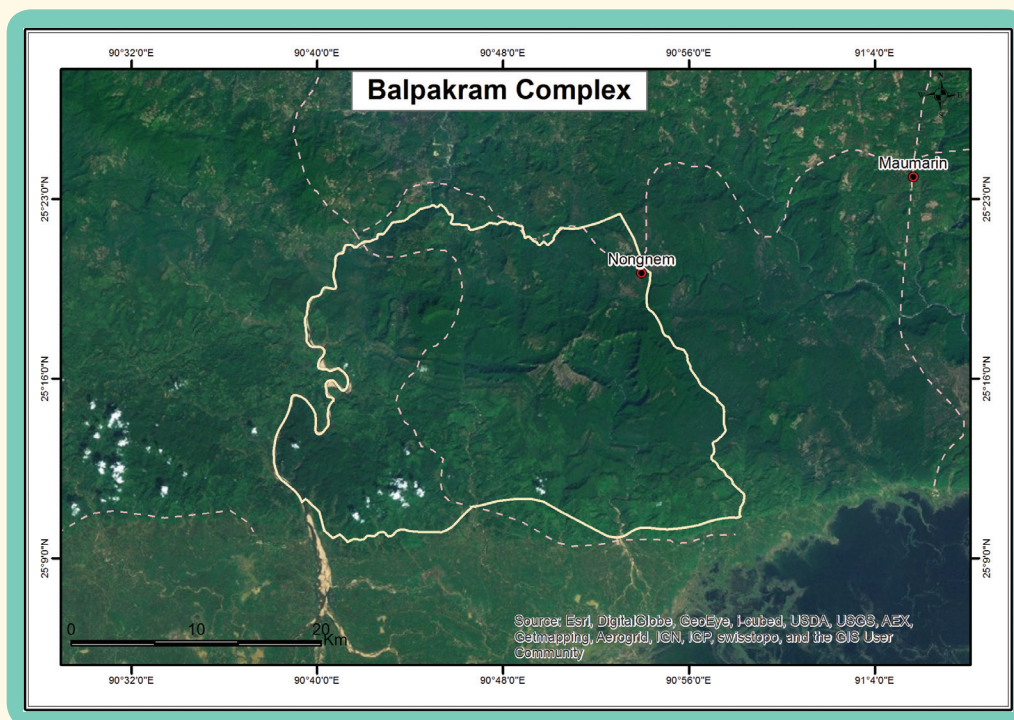 90°32'0"E 90°40'0"E 90°48'0"E 90°56'0"E 91°4'0"E
Balpakram Complex
Maumarin
25°23'0"N 25°23'0"N
Nongnem
25°16'0"N 25°16'0"N
25°9'0"N 25°9'0"N
Source: Esri, DigitalGlobe, GeoEye, i-cubed, USDA, USGS, AEX,
Getmapping, Aerogrid, IGN, IGP, swisstopo, and the GIS User
Community
0 10 20
Km
90°32'0"E 90°40'0"E 90°48'0"E 90°56'0"E 91°4'0"E